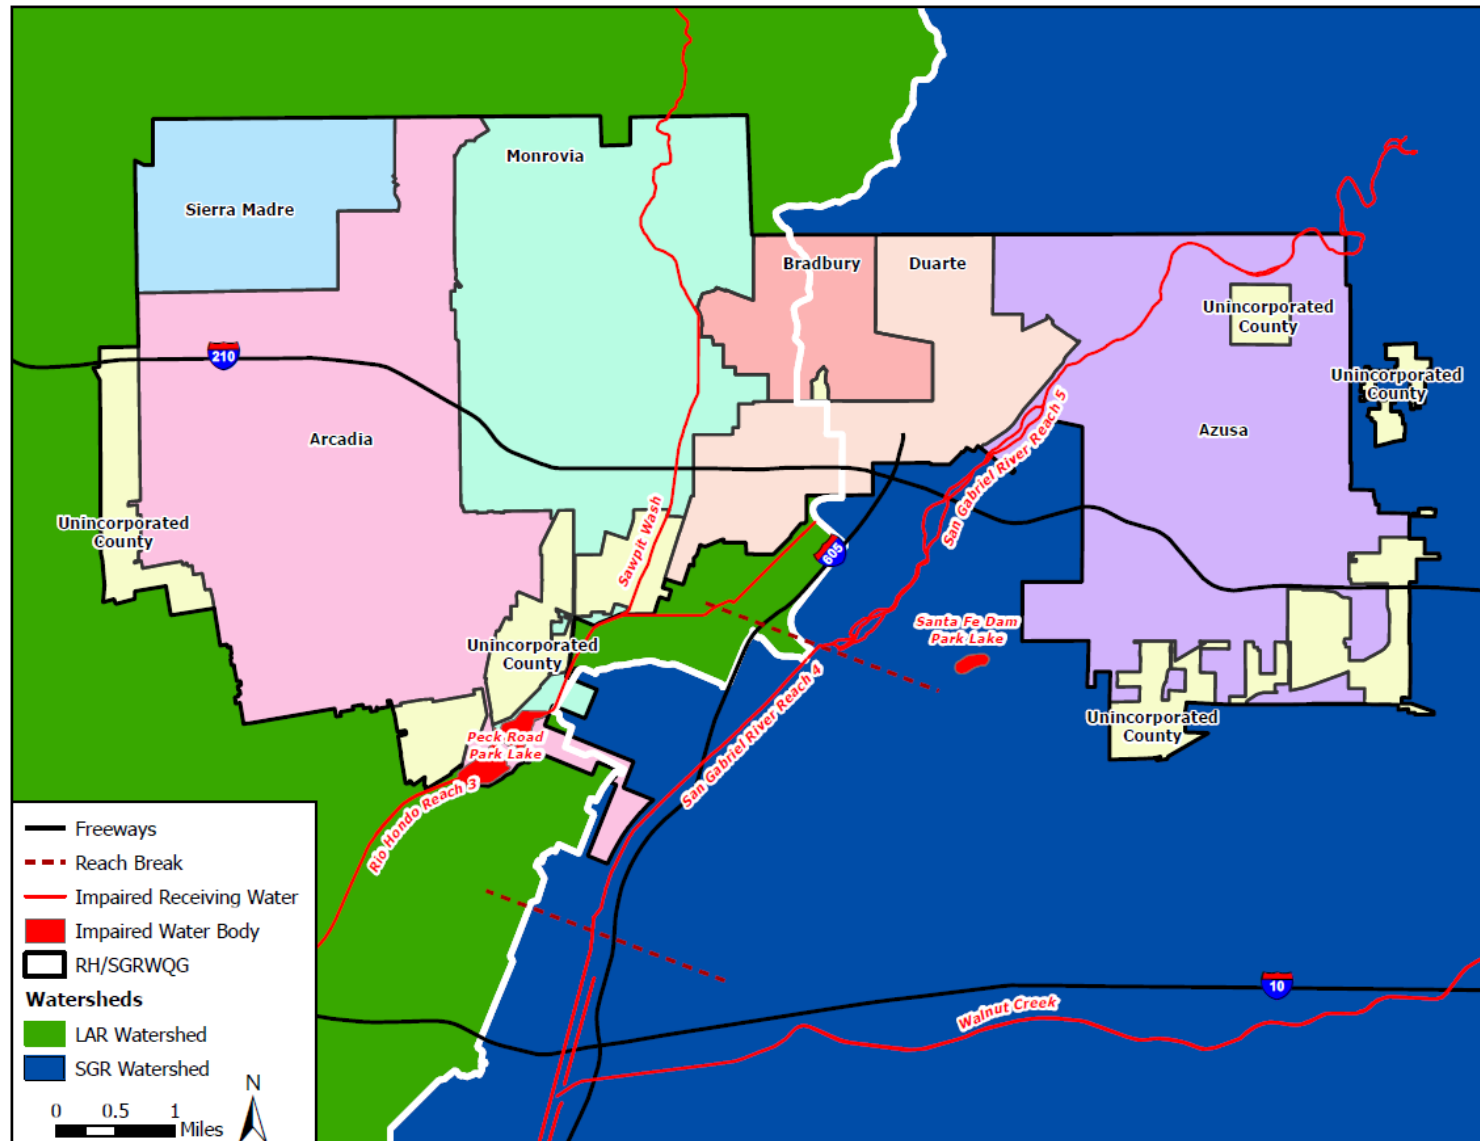 Monrovia
Sierra Madre
Bradbury
Duarte
Unincorporated
County
210
Unincorporated
County
Arcadia
Azusa
San Gabriel River Reach 5
Unincorporated
County
Sawpit Wash
605
Santa Fe Dam
Park Lake
Unincorporated
County
San Gabriel River Reach 4
Unincorporated
County
Peck Road
Park Lake
Rio Hondo Reach 3
10
Walnut Creek
Freeways
Reach Break
Impaired Receiving Water
Impaired Water Body
RH/SGRWQG
Watersheds
LAR Watershed
SGR Watershed
N
0 0.5 1
Miles